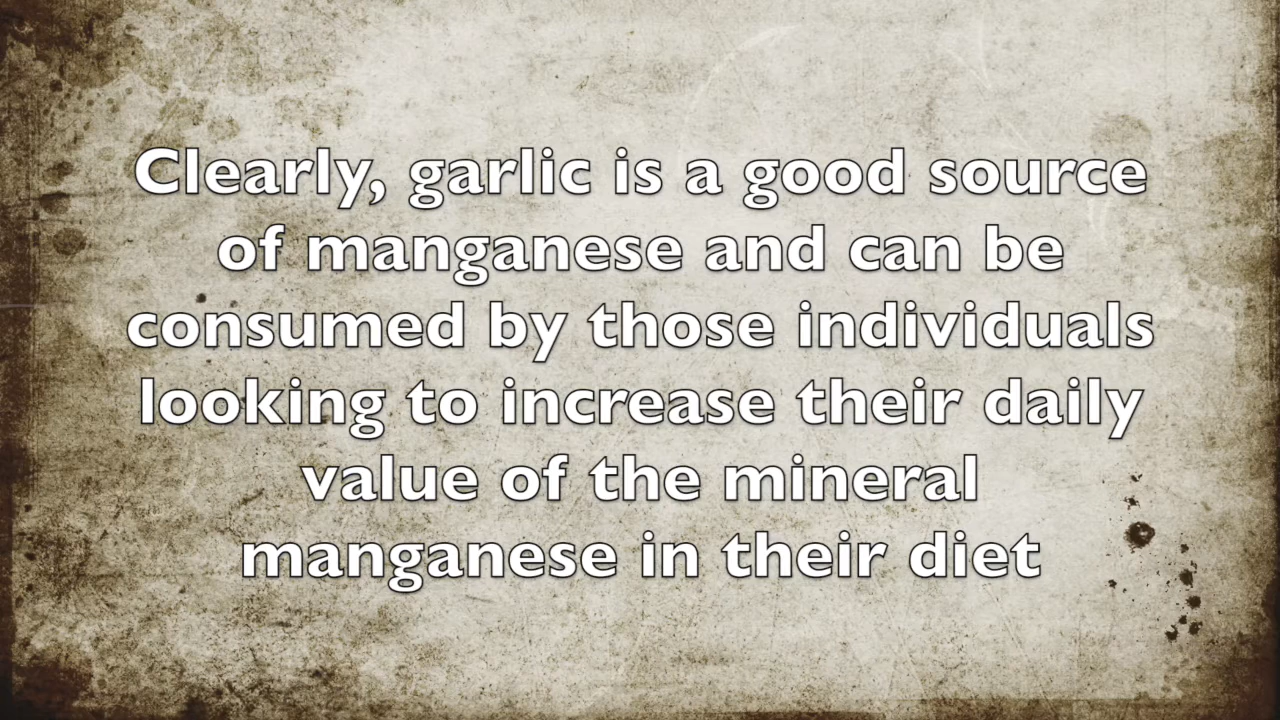 Clearly, garlic is a good source
of manganese and can be
consumed by those individuals
looking to increase their daily
value of the mineral
manganese in their diet